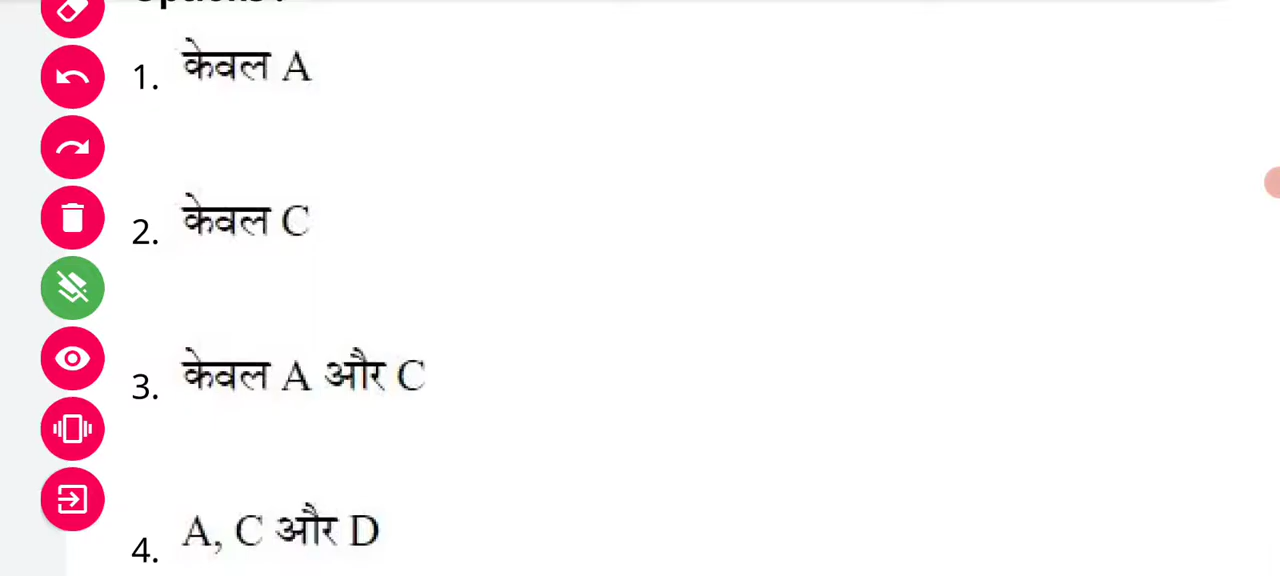 1. केवल A
2. केवल C
3. केवल A और C
4. A, C और D